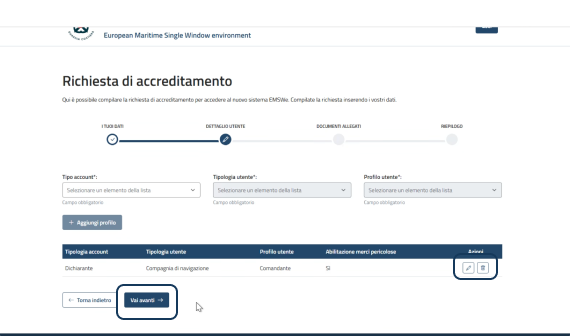 European Maritime Single Window environment
Richiesta di accreditamento
Qui è possibile compilare la richiesta di accreditamento per accedere al nuovo sistema EMSWe. Compilate la richiesta inserendo i vostri dati.
I TUOI DATI
DETTAGLIO UTENTE
DOCUMENTI ALLEGATI
RIEPILOGO
Tipo account*:
Tipologia utente*:
Profilo utente*:
Selezionare un elemento della lista
Selezionare un elemento della lista
Selezionare un elemento della lista
Campo obbligatorio
Campo obbligatorio
Campo obbligatorio
+ Aggiungi profilo
Tipologia account Tipologia utente Profilo utente Abilitazione merci pericolose Azioni
Dichiarante Compagnia di navigazione Comandante Sì
← Torna indietro
Vai avanti →